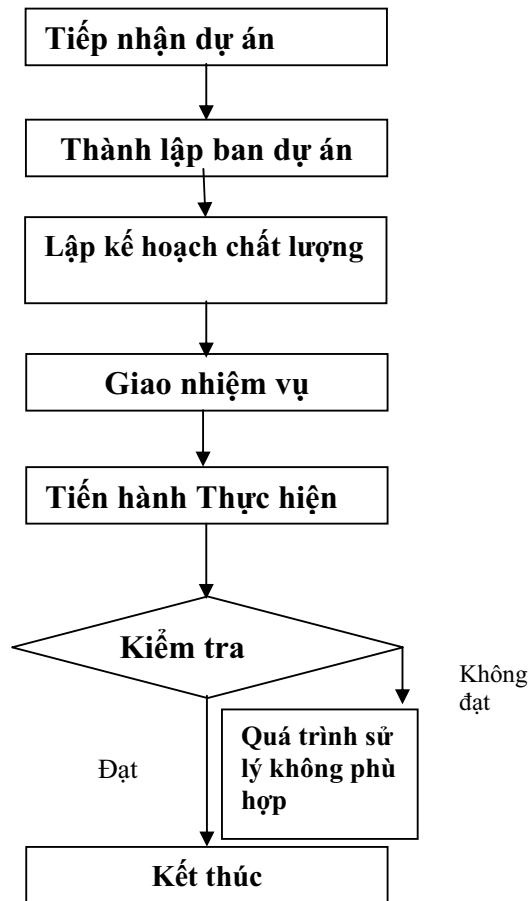 Tiếp nhận dự án
Thành lập ban dự án
Lập kế hoạch chất lượng
Giao nhiệm vụ
Tiến hành Thực hiện
Kiểm tra
Không
đạt
Quá trình sử
lý không phù
hợp
Đạt
Kết thúc